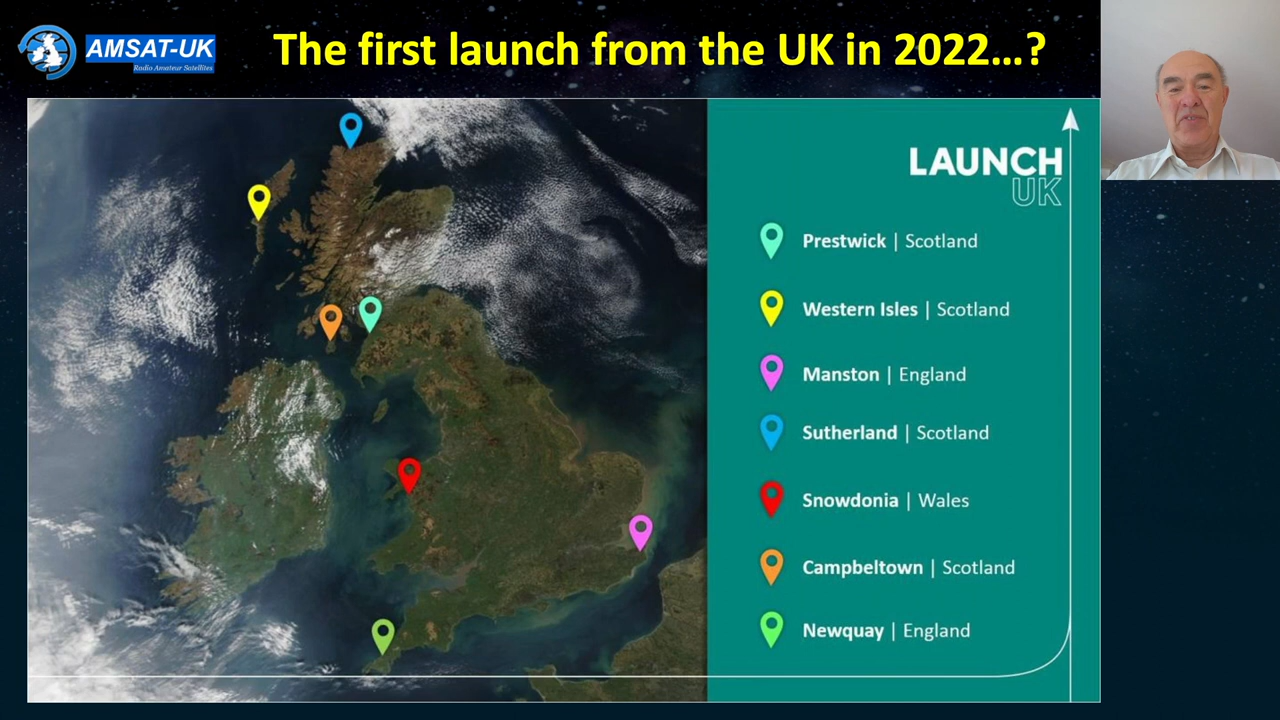 AMSAT-UK
Radio Amateur Satellites
The first launch from the UK in 2022...?
LAUNCH
UK
Prestwick | Scotland
Western Isles | Scotland
Manston | England
Sutherland | Scotland
Snowdonia | Wales
Campbeltown | Scotland
Newquay | England